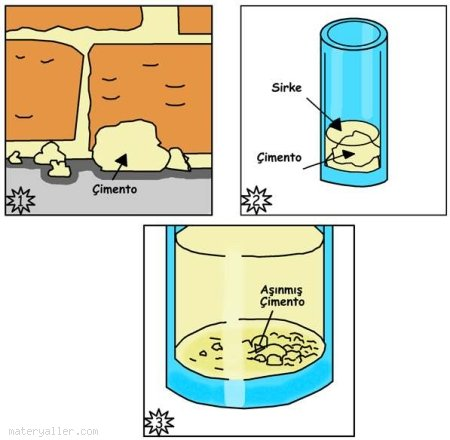 Çimento
1
Sirke
Çimento
2
Aşınmış
Çimento
3
materyaller.com